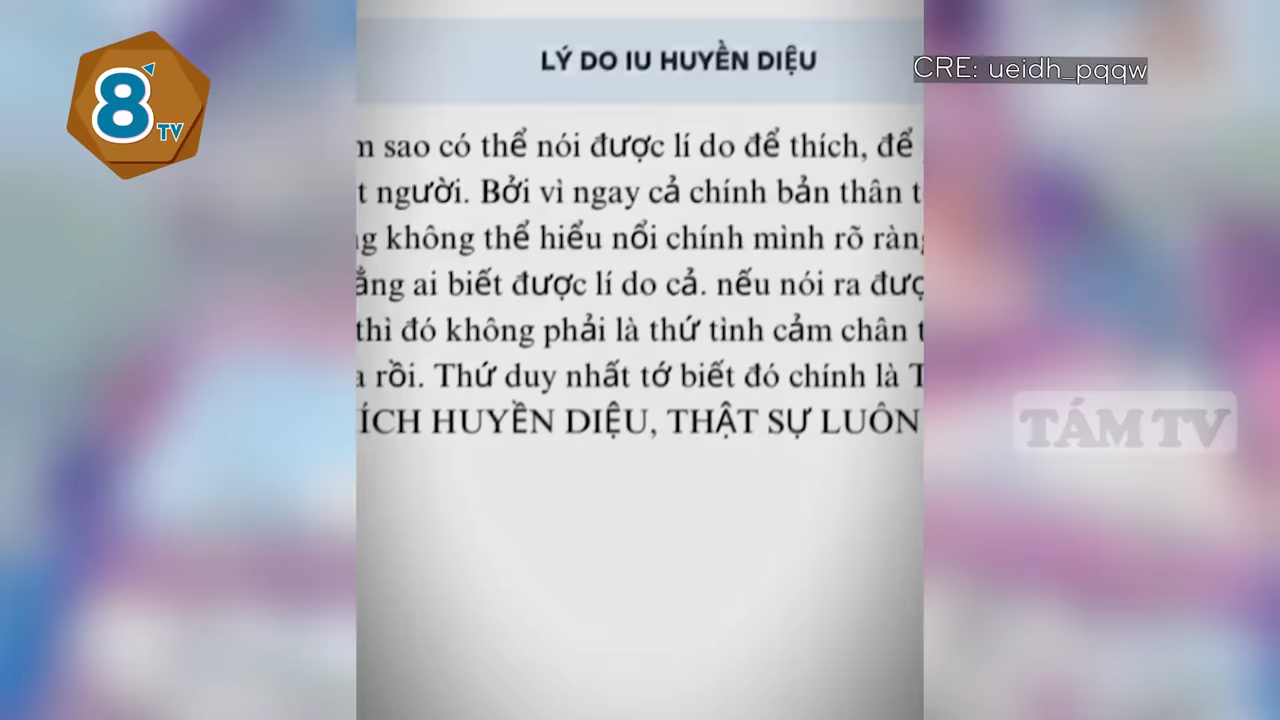 8
TV
LÝ DO IU HUYỀN DIỆU
CRE: ueidh_pqqw
sao có thể nói được lí do để thích, để
người. Bởi vì ngay cả chính bản thân
không thể hiểu nổi chính mình rõ ràng
ai biết được lí do cả. nếu nói ra
thì đó không phải là thứ tình cảm chân
rồi. Thứ duy nhất tớ biết đó chính là
HUYỀN DIỆU, THẬT SỰ LUÔN
TÁM TV